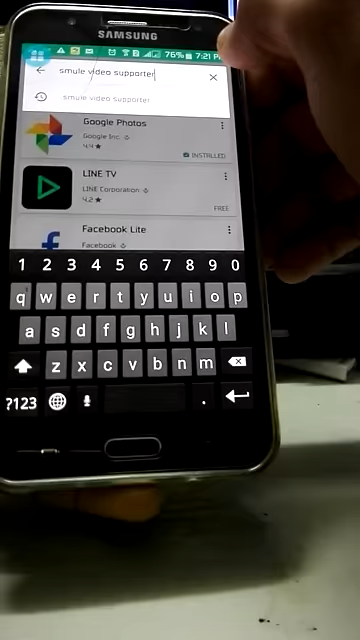 SAMSUNG
76% 7:21
smule video supporter
smule video supporter
Google Photos
Google Inc.
4.4 ★
INSTALLED
LINE TV
LINE Corporation
4.2 ★
FREE
Facebook Lite
Facebook
1 2 3 4 5 6 7 8 9 0
q w e r t y u i o p
a s d f g h j k l
z x c v b n m
?123 .